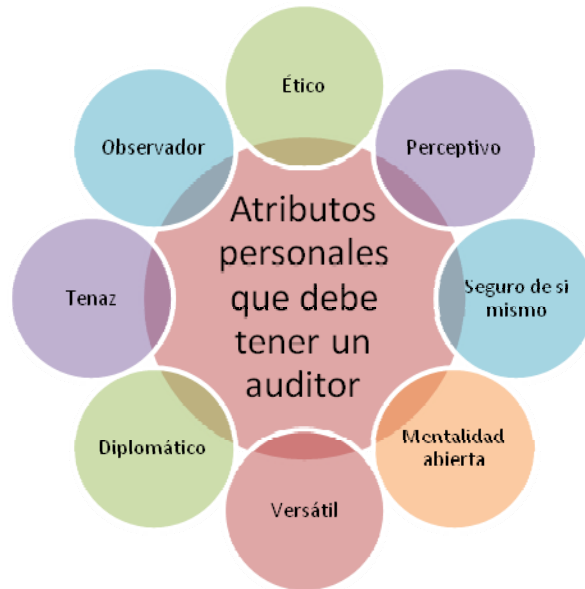 Ético
Perceptivo
Seguro de si
mismo
Mentalidad
abierta
Versátil
Diplomático
Tenaz
Observador
Atributos
personales
que debe
tener un
auditor